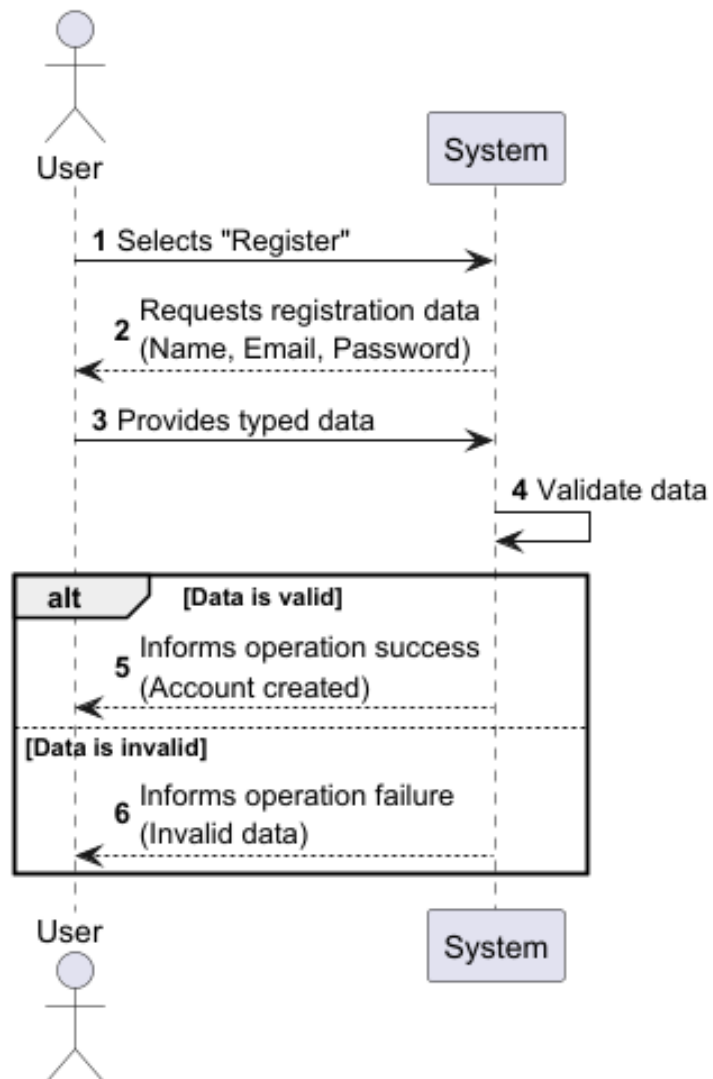 User
System
1 Selects "Register"
2 Requests registration data
(Name, Email, Password)
3 Provides typed data
4 Validate data
alt [Data is valid]
5 Informs operation success
(Account created)
[Data is invalid]
6 Informs operation failure
(Invalid data)
User
System